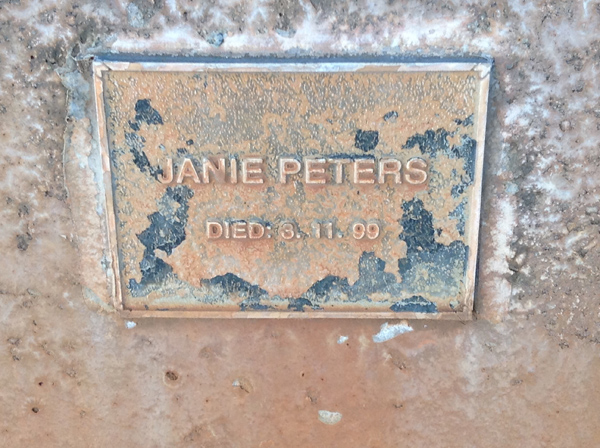 JANIE PETERS
DIED: 3. 11. 99